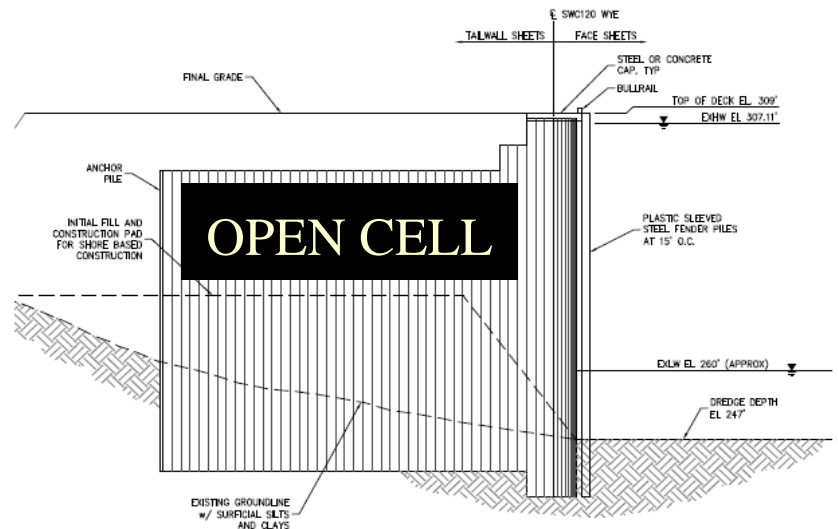 ℄ SWC120 WYE
TAILWALL SHEETS
FACE SHEETS
STEEL OR CONCRETE
CAP, TYP
BULLRAIL
FINAL GRADE
TOP OF DECK EL 309'
EXHW EL 307.11'
ANCHOR
PILE
INITIAL FILL AND
CONSTRUCTION PAD
FOR SHORE BASED
CONSTRUCTION
OPEN CELL
PLASTIC SLEEVED
STEEL FENDER PILES
AT 15' O.C.
EXLW EL 260' (APPROX)
DREDGE DEPTH
EL 247'
EXISTING GROUNDLINE
w/ SURFICIAL SILTS
AND CLAYS